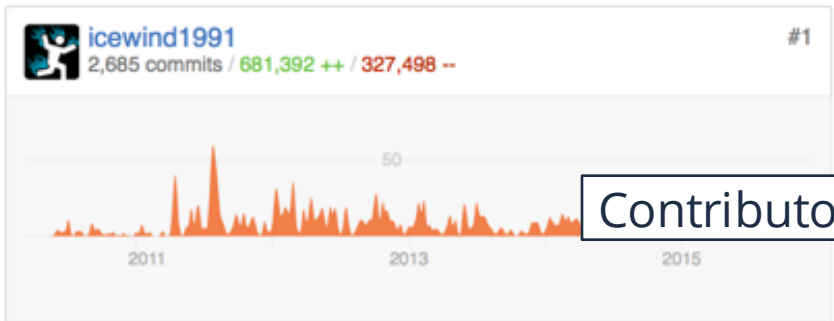 icewind1991
#1
2,685 commits / 681,392 ++ / 327,498 --
50
Contributo
2011
2013
2015